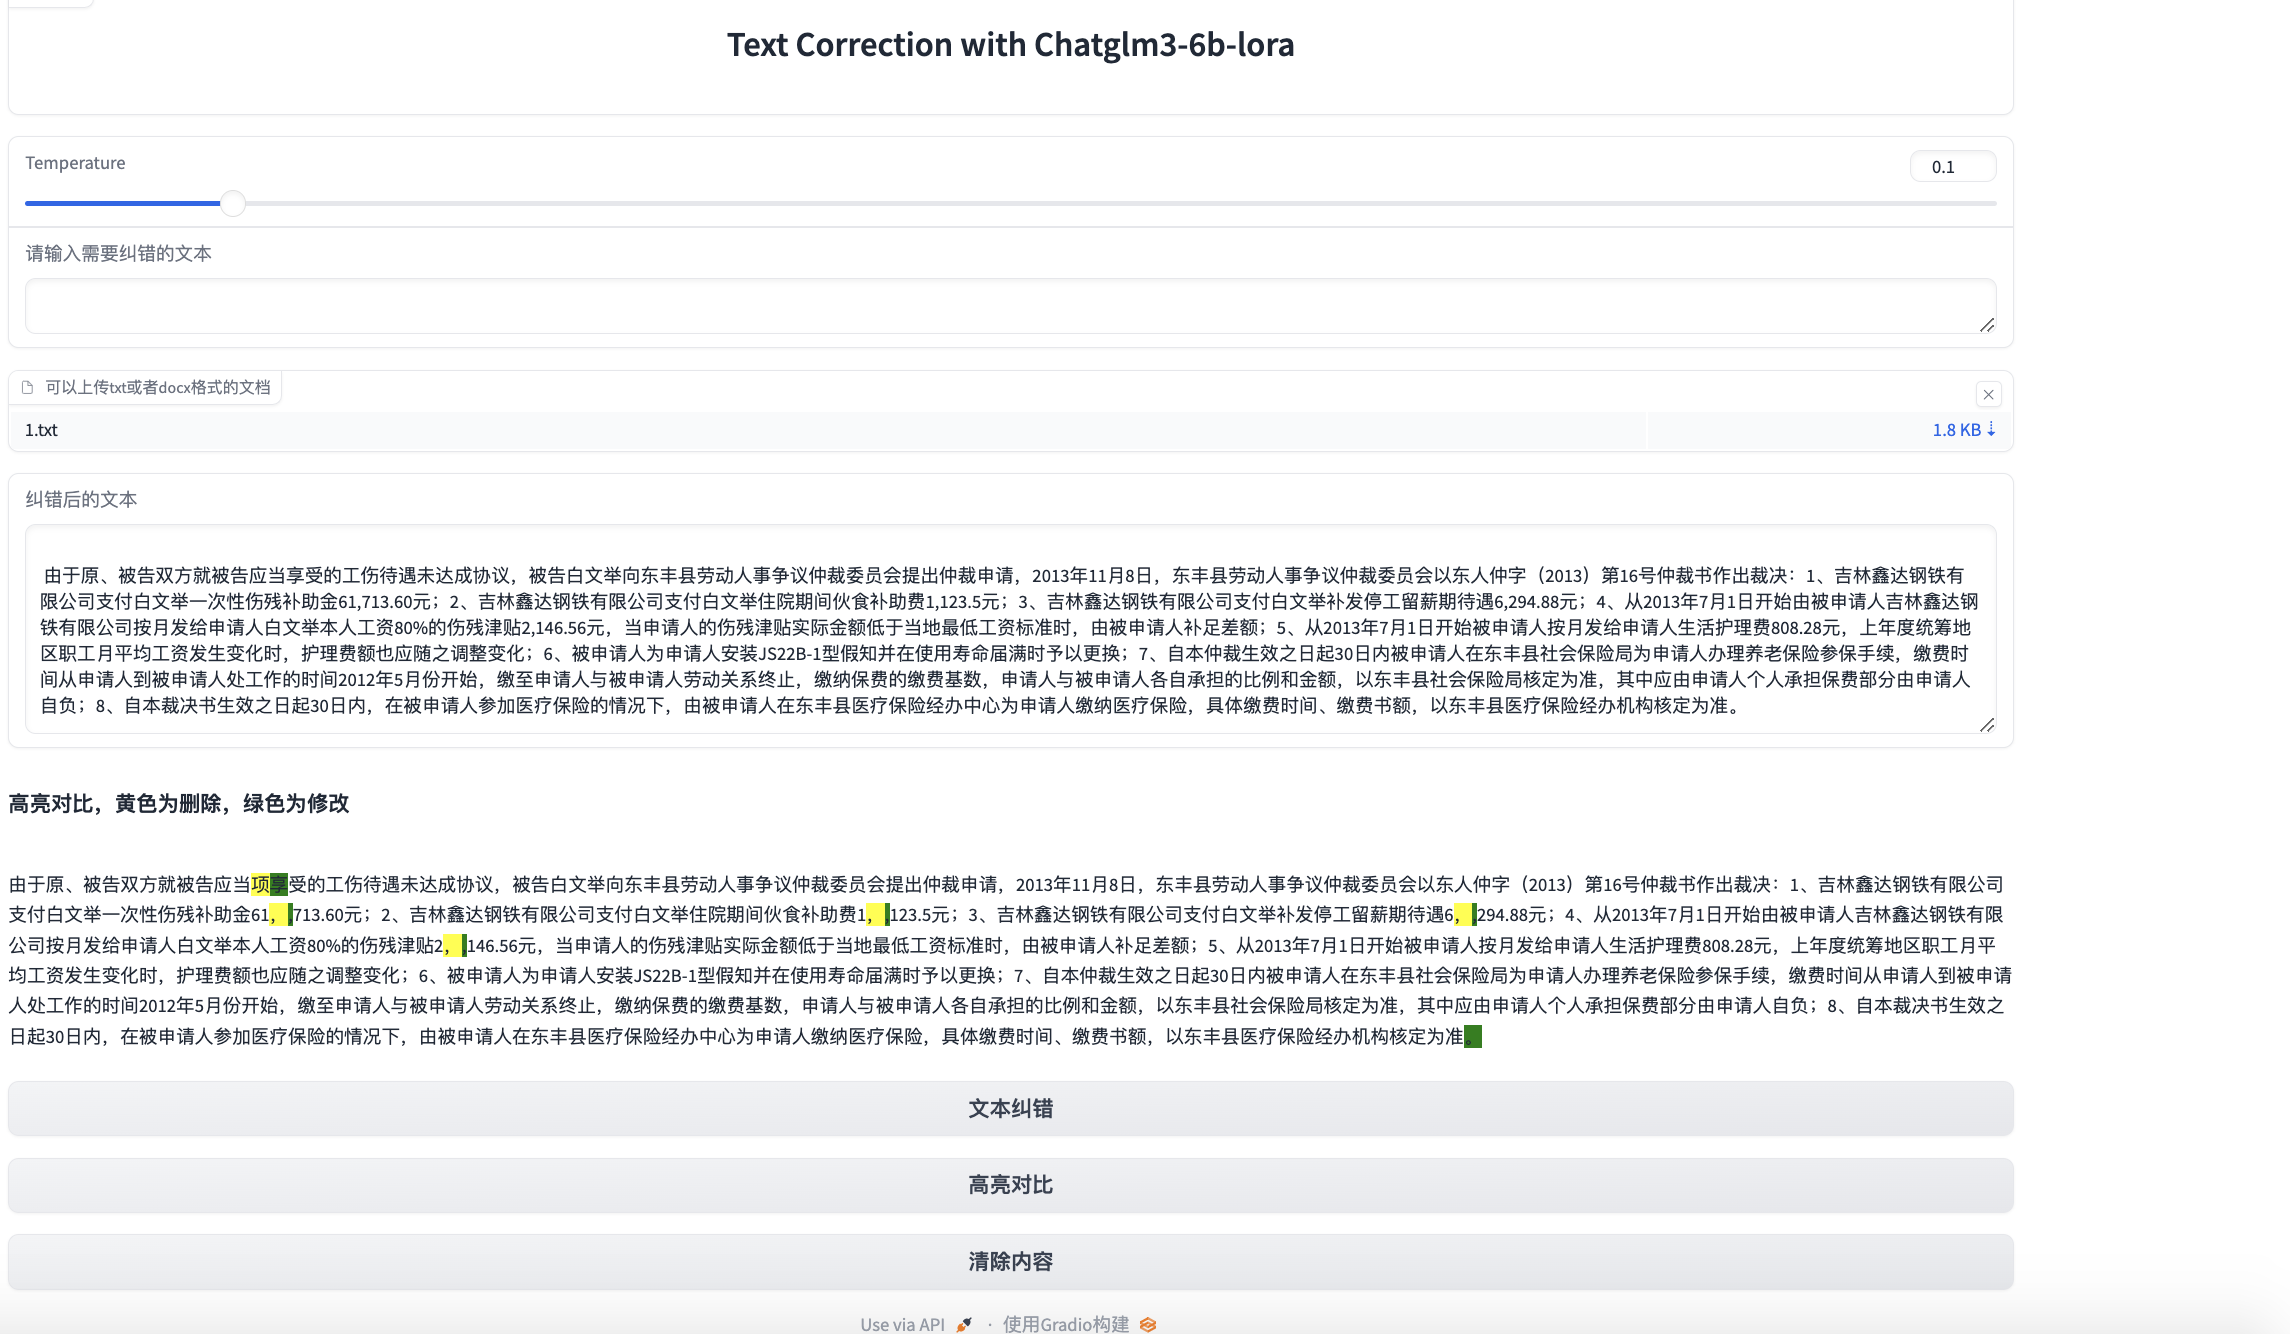 Text Correction with Chatglm3-6b-lora
Temperature
0.1
请输入需要纠错的文本
可以上传txt或者docx格式的文档
1.txt
1.8 KB ⇣
纠错后的文本
由于原、被告双方就被告应当享受的工伤待遇未达成协议，被告白文举向东丰县劳动人事争议仲裁委员会提出仲裁申请，2013年11月8日，东丰县劳动人事争议仲裁委员会以东人仲字（2013）第16号仲裁书作出裁决：1、吉林鑫达钢铁有
限公司支付白文举一次性伤残补助金61,713.60元；2、吉林鑫达钢铁有限公司支付白文举住院期间伙食补助费1,123.5元；3、吉林鑫达钢铁有限公司支付白文举补发停工留薪期待遇6,294.88元；4、从2013年7月1日开始由被申请人吉林鑫达钢
铁有限公司按月发给申请人白文举本人工资80%的伤残津贴2,146.56元，当申请人的伤残津贴实际金额低于当地最低工资标准时，由被申请人补足差额；5、从2013年7月1日开始被申请人按月发给申请人生活护理费808.28元，上年度统筹地
区职工月平均工资发生变化时，护理费额也应随之调整变化；6、被申请人为申请人安装JS22B-1型假知并在使用寿命届满时予以更换；7、自本仲裁生效之日起30日内被申请人在东丰县社会保险局为申请人办理养老保险参保手续，缴费时
间从申请人到被申请人处工作的时间2012年5月份开始，缴至申请人与被申请人劳动关系终止，缴纳保费的缴费基数，申请人与被申请人各自承担的比例和金额，以东丰县社会保险局核定为准，其中应由申请人个人承担保费部分由申请人
自负；8、自本裁决书生效之日起30日内，在被申请人参加医疗保险的情况下，由被申请人在东丰县医疗保险经办中心为申请人缴纳医疗保险，具体缴费时间、缴费书额，以东丰县医疗保险经办机构核定为准。
高亮对比，黄色为删除，绿色为修改
由于原、被告双方就被告应当项享受的工伤待遇未达成协议，被告白文举向东丰县劳动人事争议仲裁委员会提出仲裁申请，2013年11月8日，东丰县劳动人事争议仲裁委员会以东人仲字（2013）第16号仲裁书作出裁决：1、吉林鑫达钢铁有限公司
支付白文举一次性伤残补助金61，,713.60元；2、吉林鑫达钢铁有限公司支付白文举住院期间伙食补助费1，,123.5元；3、吉林鑫达钢铁有限公司支付白文举补发停工留薪期待遇6，,294.88元；4、从2013年7月1日开始由被申请人吉林鑫达钢铁有限
公司按月发给申请人白文举本人工资80%的伤残津贴2，,146.56元，当申请人的伤残津贴实际金额低于当地最低工资标准时，由被申请人补足差额；5、从2013年7月1日开始被申请人按月发给申请人生活护理费808.28元，上年度统筹地区职工月平
均工资发生变化时，护理费额也应随之调整变化；6、被申请人为申请人安装JS22B-1型假知并在使用寿命届满时予以更换；7、自本仲裁生效之日起30日内被申请人在东丰县社会保险局为申请人办理养老保险参保手续，缴费时间从申请人到被申请
人处工作的时间2012年5月份开始，缴至申请人与被申请人劳动关系终止，缴纳保费的缴费基数，申请人与被申请人各自承担的比例和金额，以东丰县社会保险局核定为准，其中应由申请人个人承担保费部分由申请人自负；8、自本裁决书生效之
日起30日内，在被申请人参加医疗保险的情况下，由被申请人在东丰县医疗保险经办中心为申请人缴纳医疗保险，具体缴费时间、缴费书额，以东丰县医疗保险经办机构核定为准。
文本纠错
高亮对比
清除内容
Use via API · 使用Gradio构建